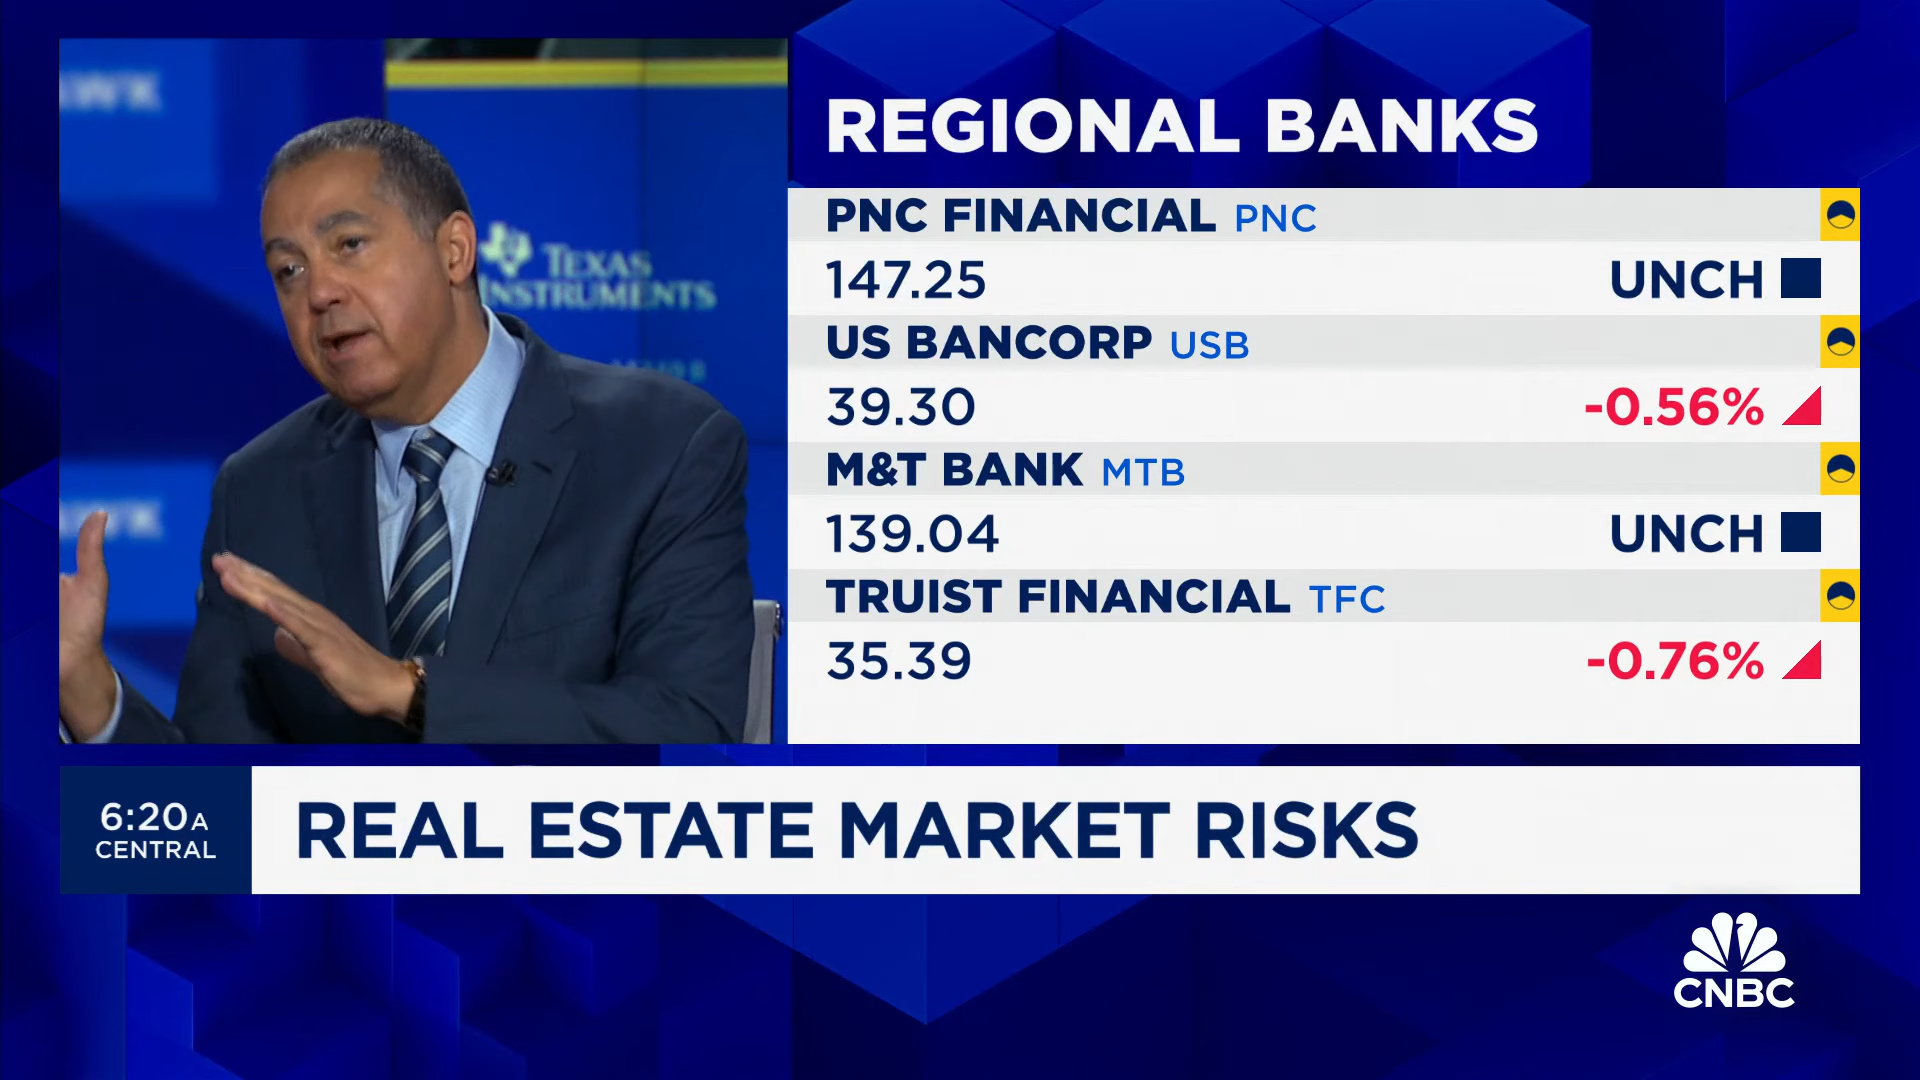 REGIONAL BANKS
PNC FINANCIAL PNC
147.25 UNCH
US BANCORP USB
39.30 -0.56%
M&T BANK MTB
139.04 UNCH
TRUIST FINANCIAL TFC
35.39 -0.76%
TEXAS
INSTRUMENTS
6:20A
CENTRAL
REAL ESTATE MARKET RISKS
CNBC